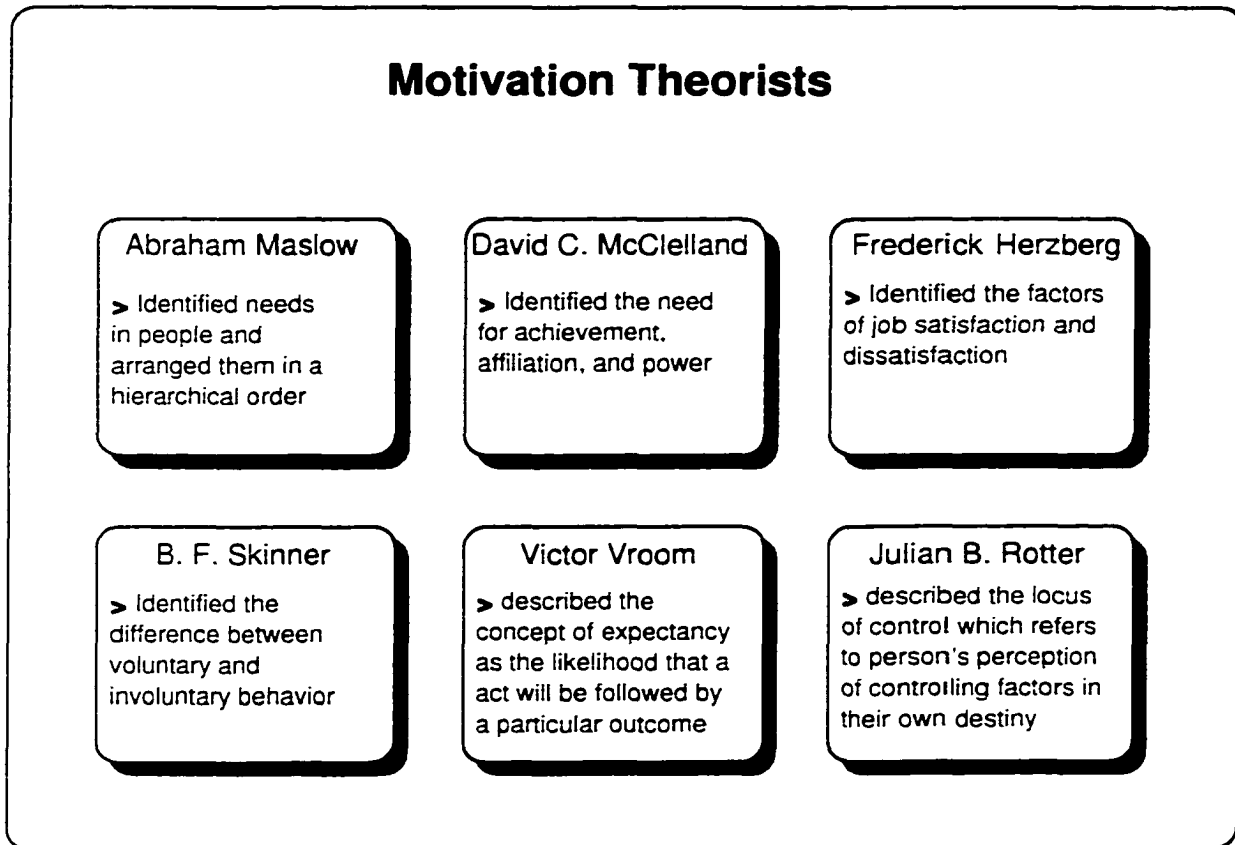 Motivation Theorists
Abraham Maslow
> Identified needs
in people and
arranged them in a
hierarchical order
David C. McClelland
> Identified the need
for achievement,
affiliation, and power
Frederick Herzberg
> Identified the factors
of job satisfaction and
dissatisfaction
B. F. Skinner
> Identified the
difference between
voluntary and
involuntary behavior
Victor Vroom
> described the
concept of expectancy
as the likelihood that a
act will be followed by
a particular outcome
Julian B. Rotter
> described the locus
of control which refers
to person's perception
of controlling factors in
their own destiny